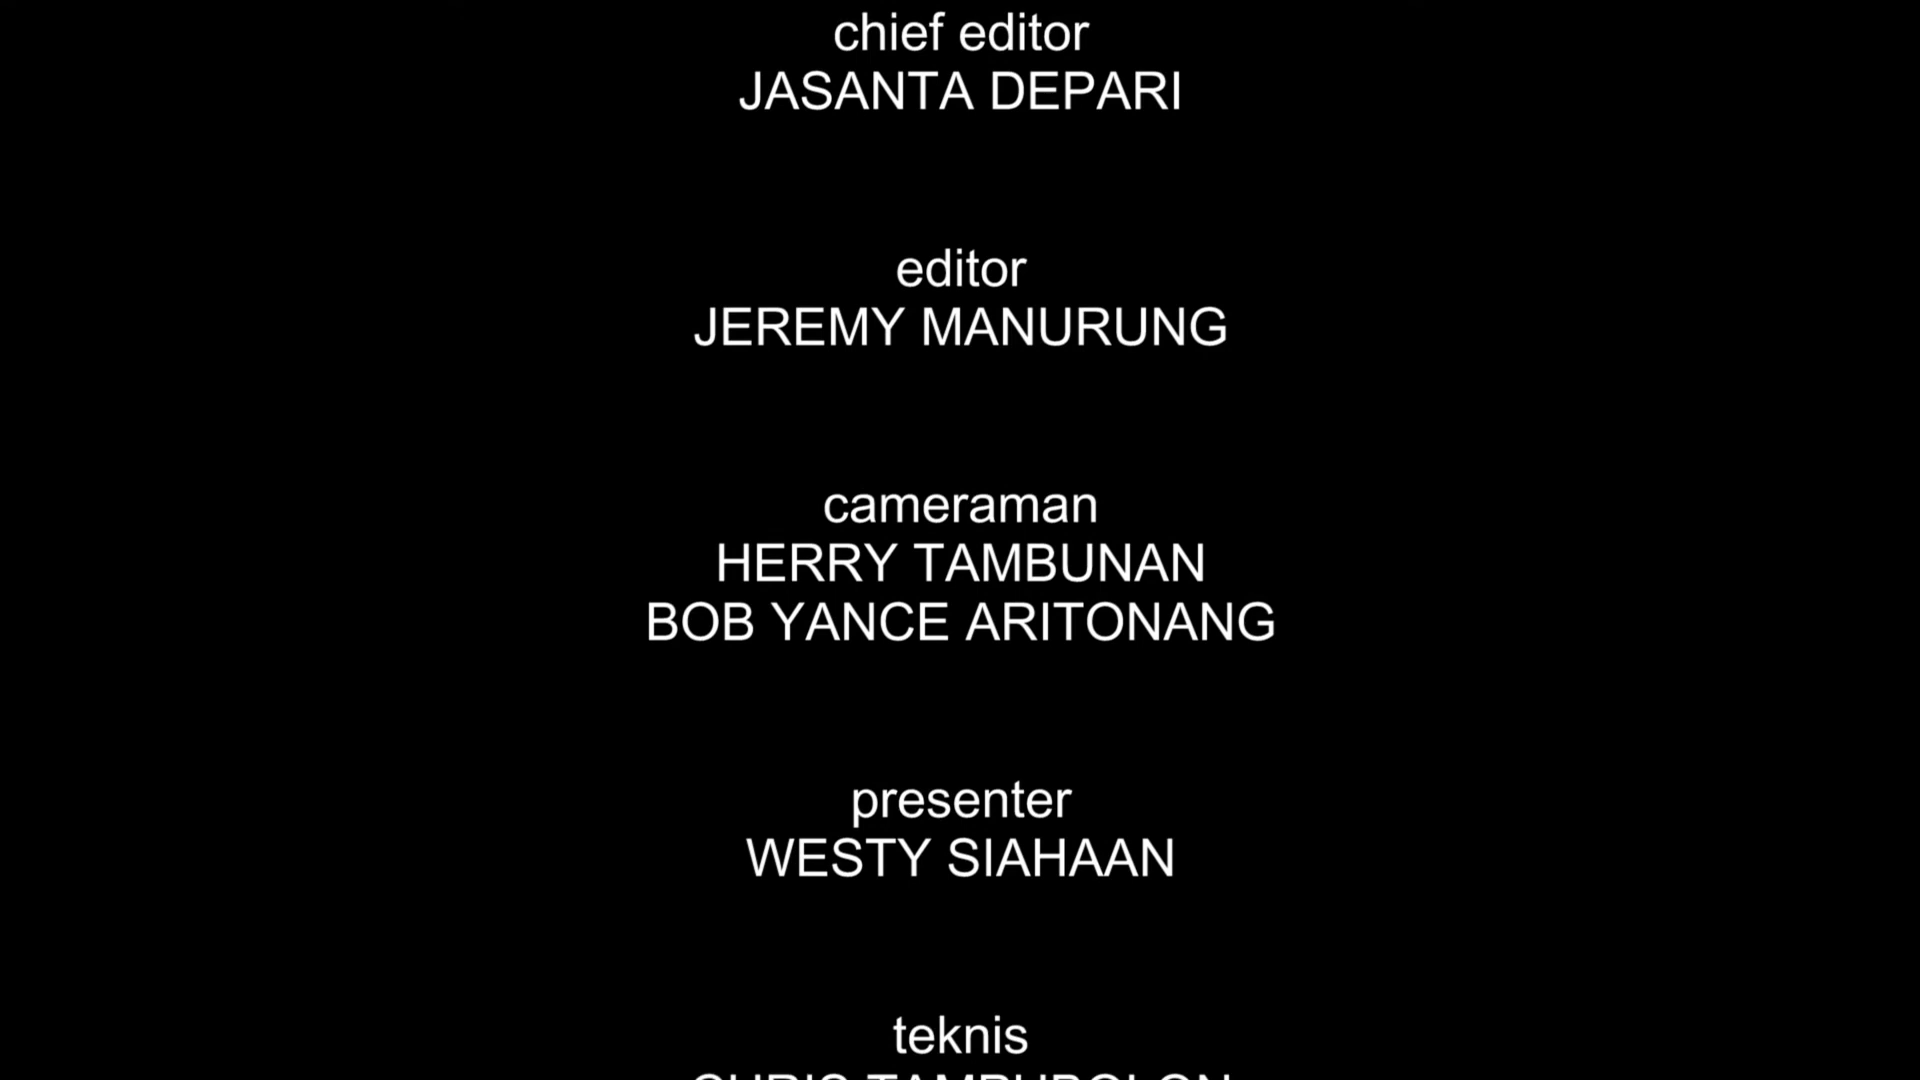 chief editor
JASANTA DEPARI
editor
JEREMY MANURUNG
cameraman
HERRY TAMBUNAN
BOB YANCE ARITONANG
presenter
WESTY SIAHAAN
teknis